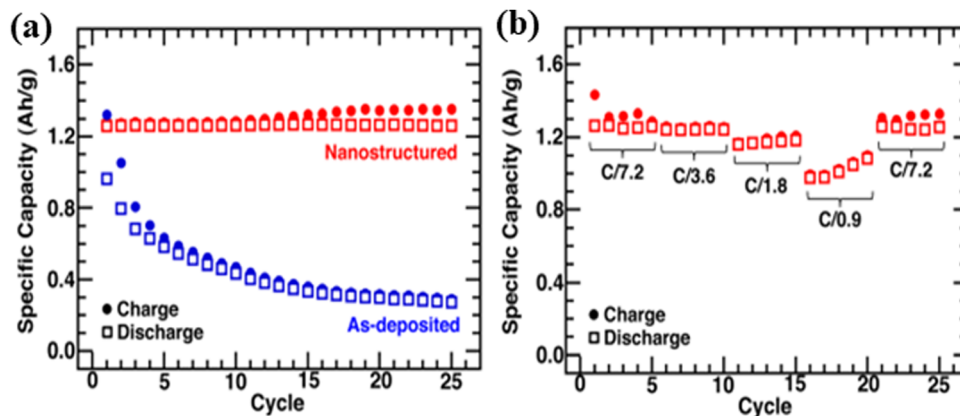 (a)
Specific Capacity (Ah/g)
1.6
1.2
0.8
0.4
0.0
Nanostructured
As-deposited
Charge
Discharge
0 5 10 15 20 25
Cycle
(b)
Specific Capacity (Ah/g)
1.6
1.2
0.8
0.4
0.0
C/7.2
C/3.6
C/1.8
C/0.9
C/7.2
Charge
Discharge
0 5 10 15 20 25
Cycle